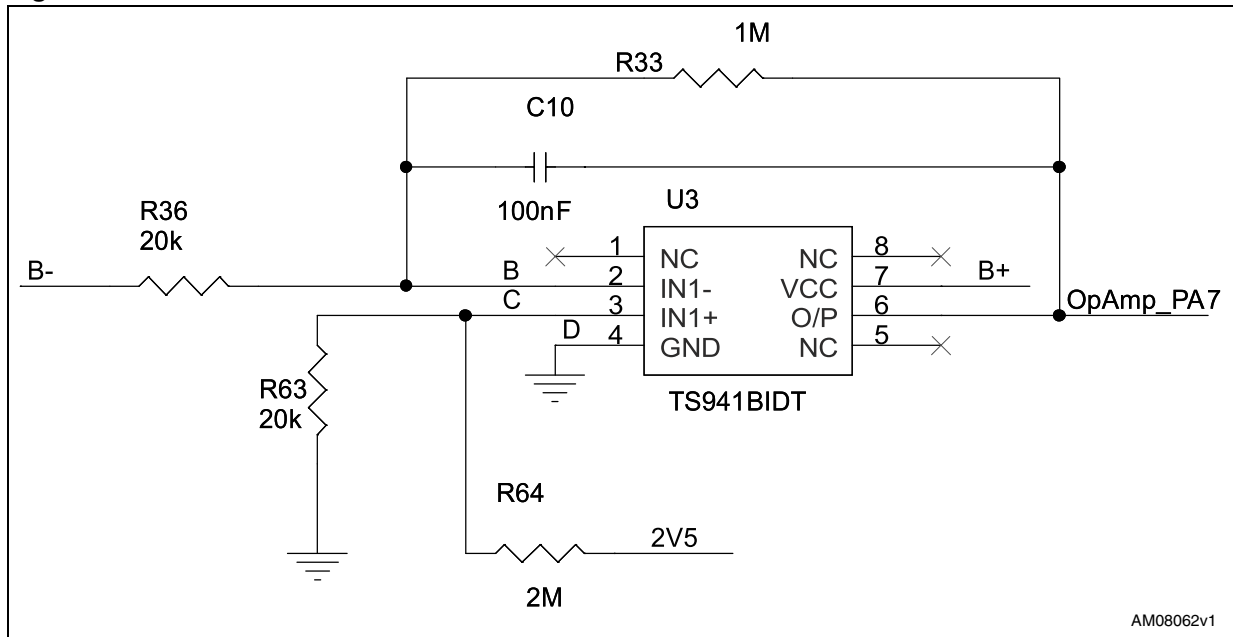 1M
R33
C10
100nF
U3
R36
20k
B-
B
C
D
1 NC
2 IN1-
3 IN1+
4 GND
NC 8
VCC 7
O/P 6
NC 5
B+
OpAmp_PA7
TS941BIDT
R63
20k
R64
2V5
2M
AM08062v1